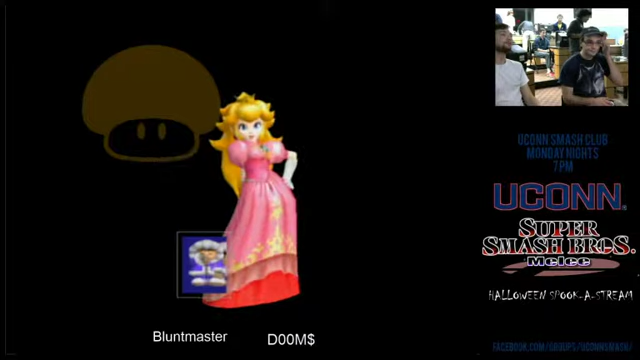 UCONN SMASH CLUB
MONDAY NIGHTS
7 PM
UCONN
SUPER
SMASH BROS.
Melee
HALLOWEEN SPOOK-A-STREAM
FACEBOOK.COM/GROUPS/UCONNSMASH/
Bluntmaster D00M$